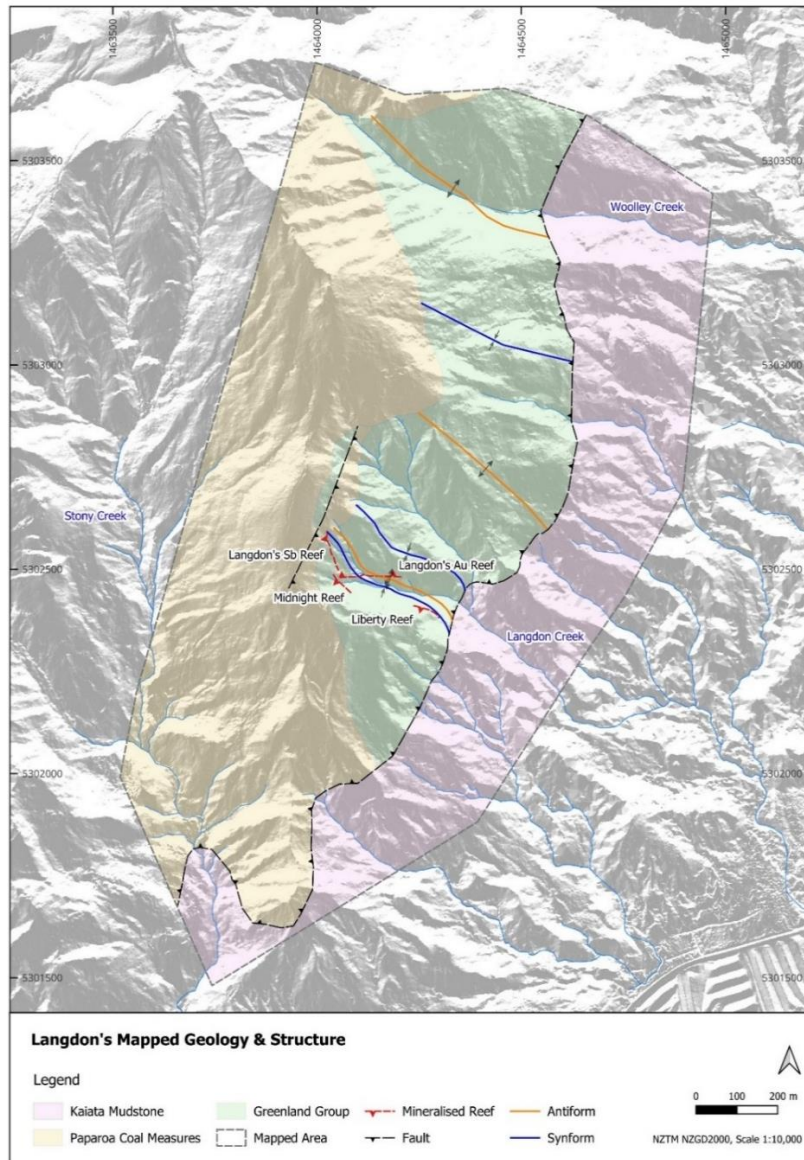 1463500
1464000
1464500
1465000
5303500
5303500
Woolley Creek
5303000
5303000
Stony Creek
Langdon's Sb Reef
Langdon's Au Reef
5302500
5302500
Midnight Reef
Liberty Reef
Langdon Creek
5302000
5302000
5301500
5301500
Langdon's Mapped Geology & Structure
Legend
Kaiata Mudstone
Greenland Group
Mineralised Reef
Antiform
0 100 200 m
Paparoa Coal Measures
Mapped Area
Fault
Synform
NZTM NZGD2000, Scale 1:10,000